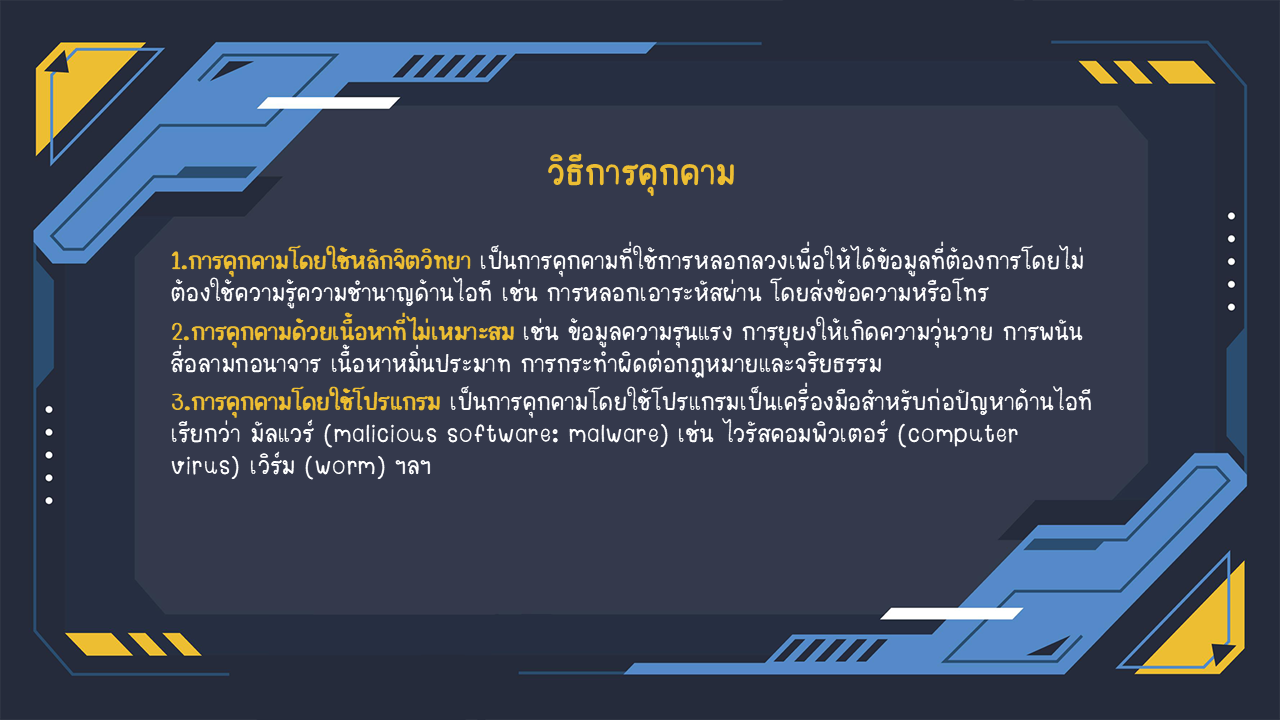 วิธีการคุกคาม
1.การคุกคามโดยใช้หลักจิตวิทยา เป็นการคุกคามที่ใช้การหลอกลวงเพื่อให้ได้ข้อมูลที่ต้องการโดยไม่
ต้องใช้ความรู้ความชำนาญด้านไอที เช่น การหลอกเอาระหัสผ่าน โดยส่งข้อความหรือโทร
2.การคุกคามด้วยเนื้อหาที่ไม่เหมาะสม เช่น ข้อมูลความรุนแรง การยุยงให้เกิดความวุ่นวาย การพนัน
สื่อลามกอนาจาร เนื้อหาหมิ่นประมาท การกระทำผิดต่อกฎหมายและจริยธรรม
3.การคุกคามโดยใช้โปรแกรม เป็นการคุกคามโดยใช้โปรแกรมเป็นเครื่องมือสำหรับก่อปัญหาด้านไอที
เรียกว่า มัลแวร์ (malicious software: malware) เช่น ไวรัสคอมพิวเตอร์ (computer
virus) เวิร์ม (worm) ฯลฯ